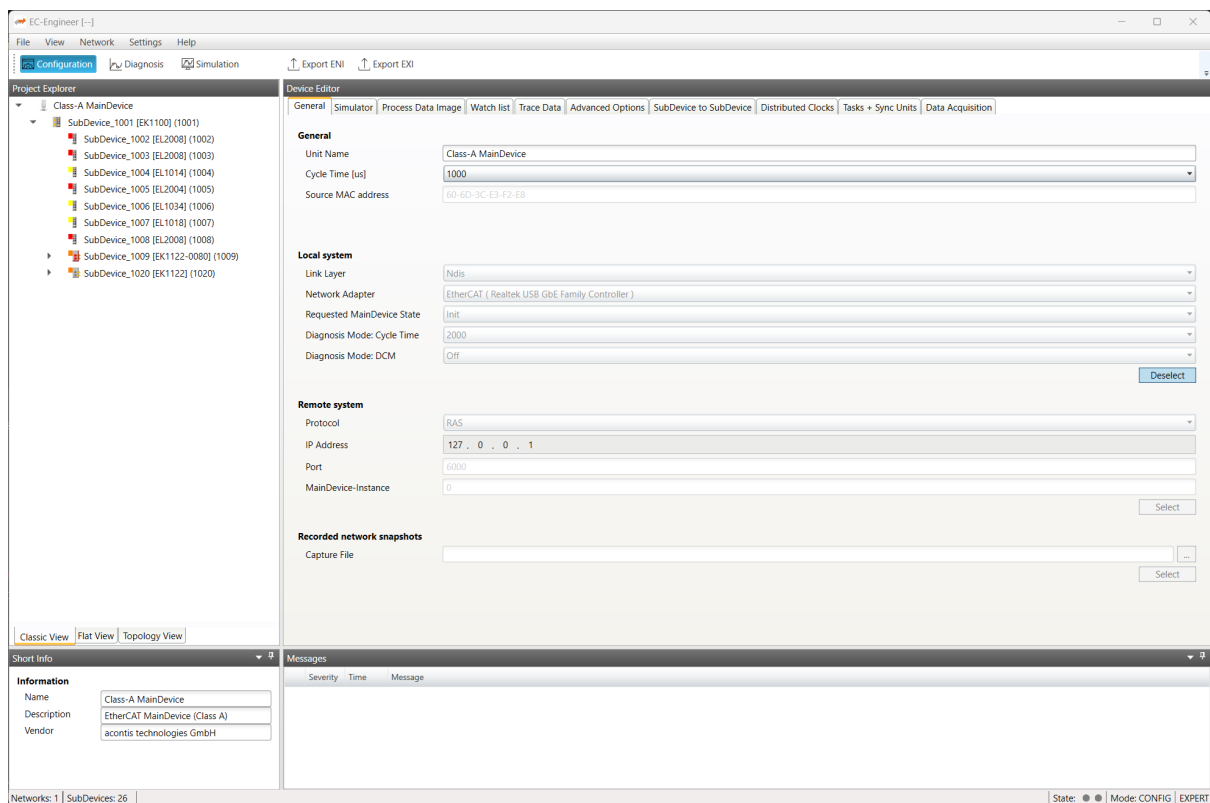 EC-Engineer [--]
File View Network Settings Help
Configuration Diagnosis Simulation Export ENI Export EXI
Project Explorer
Class-A MainDevice
SubDevice_1001 [EK1100] (1001)
SubDevice_1002 [EL2008] (1002)
SubDevice_1003 [EL2008] (1003)
SubDevice_1004 [EL1014] (1004)
SubDevice_1005 [EL2004] (1005)
SubDevice_1006 [EL1034] (1006)
SubDevice_1007 [EL1018] (1007)
SubDevice_1008 [EL2008] (1008)
SubDevice_1009 [EK1122-0080] (1009)
SubDevice_1020 [EK1122] (1020)
Classic View Flat View Topology View
Device Editor
General Simulator Process Data Image Watch list Trace Data Advanced Options SubDevice to SubDevice Distributed Clocks Tasks + Sync Units Data Acquisition
General
Unit Name Class-A MainDevice
Cycle Time [us] 1000
Source MAC address 60-6D-3C-E3-F2-E8
Local system
Link Layer Ndis
Network Adapter EtherCAT ( Realtek USB GbE Family Controller )
Requested MainDevice State Init
Diagnosis Mode: Cycle Time 2000
Diagnosis Mode: DCM Off
Deselect
Remote system
Protocol RAS
IP Address 127 . 0 . 0 . 1
Port 6000
MainDevice-Instance 0
Select
Recorded network snapshots
Capture File ...
Select
Short Info
Information
Name Class-A MainDevice
Description EtherCAT MainDevice (Class A)
Vendor acontis technologies GmbH
Messages
Severity Time Message
Networks: 1 SubDevices: 26 State: Mode: CONFIG EXPERT